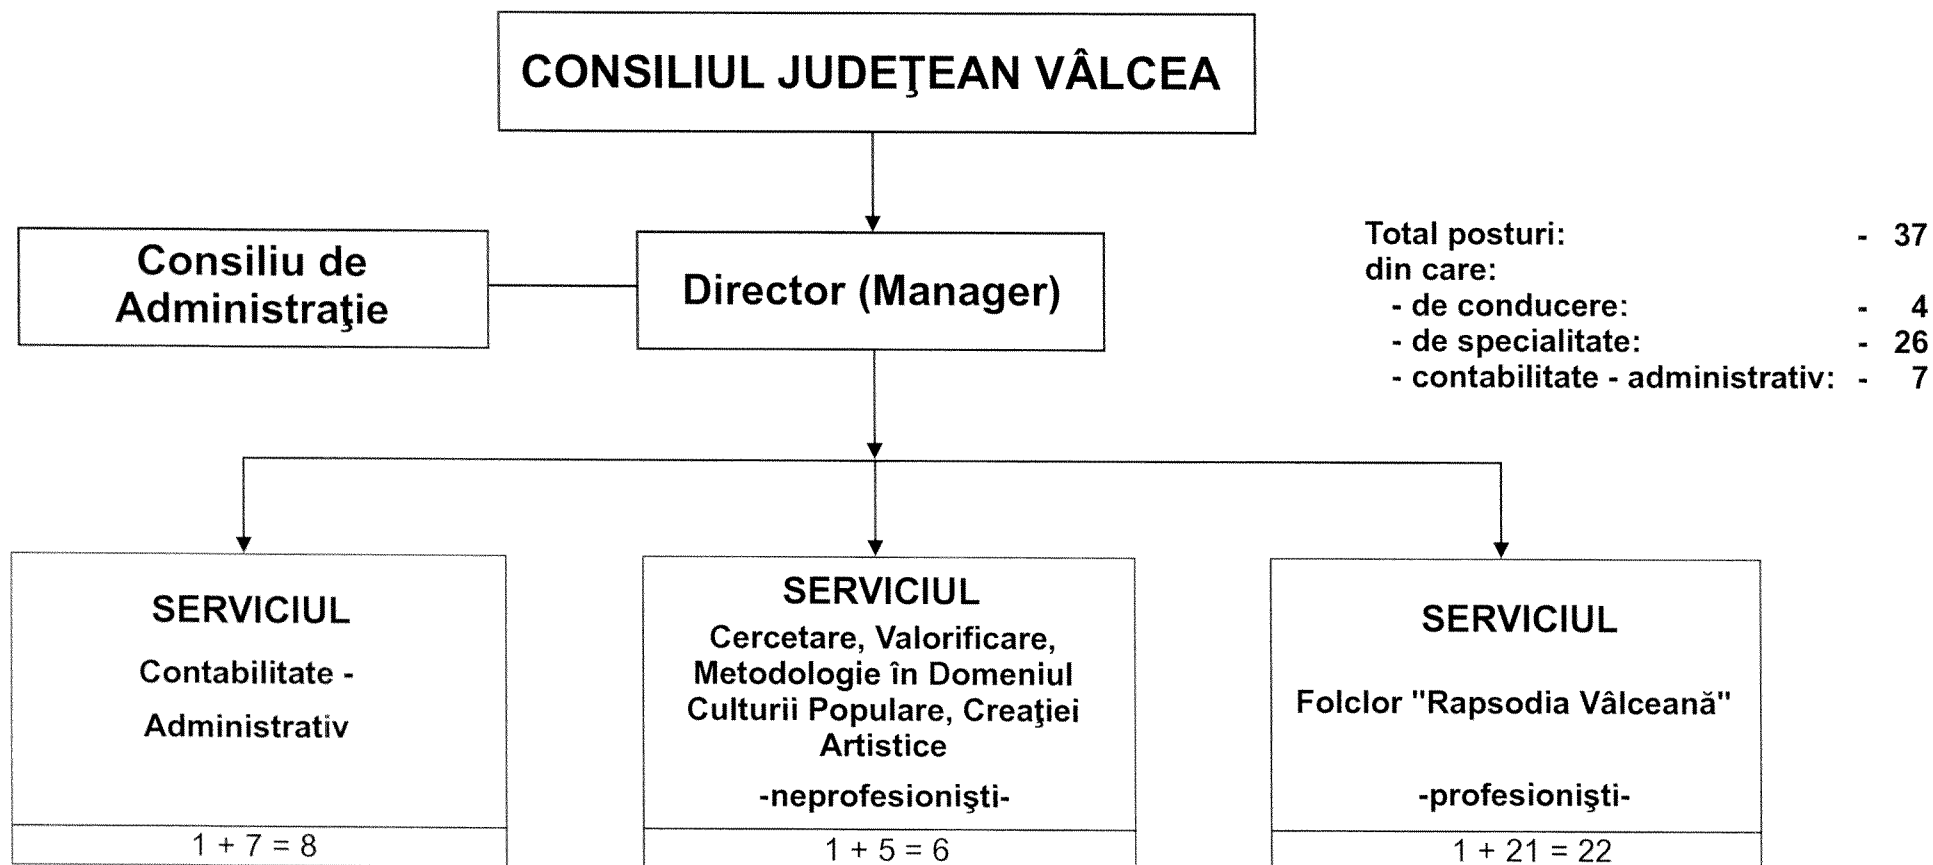 CONSILIUL JUDEŢEAN VÂLCEA
Consiliu de
Administraţie
Director (Manager)
Total posturi: - 37
din care:
- de conducere: - 4
- de specialitate: - 26
- contabilitate - administrativ: - 7
SERVICIUL
Contabilitate -
Administrativ
1 + 7 = 8
SERVICIUL
Cercetare, Valorificare,
Metodologie în Domeniul
Culturii Populare, Creaţiei
Artistice
-neprofesionişti-
1 + 5 = 6
SERVICIUL
Folclor "Rapsodia Vâlceană"
-profesionişti-
1 + 21 = 22